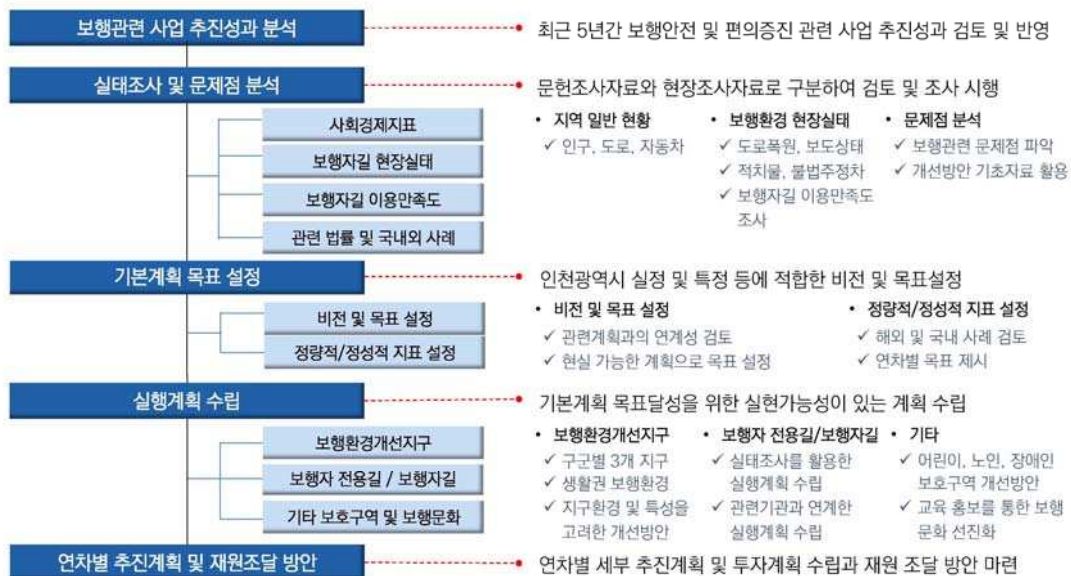 보행관련 사업 추진성과 분석
최근 5년간 보행안전 및 편의증진 관련 사업 추진성과 검토 및 반영
실태조사 및 문제점 분석
문헌조사자료와 현장조사자료로 구분하여 검토 및 조사 시행
사회경제지표
보행자길 현장실태
보행자길 이용만족도
관련 법률 및 국내외 사례
• 지역 일반 현황
✓ 인구, 도로, 자동차
• 보행환경 현장실태
✓ 도로폭원, 보도상태
✓ 적치물, 불법주정차
✓ 보행자길 이용만족도
조사
• 문제점 분석
✓ 보행관련 문제점 파악
✓ 개선방안 기초자료 활용
기본계획 목표 설정
인천광역시 실정 및 특정 등에 적합한 비전 및 목표설정
비전 및 목표 설정
정량적/정성적 지표 설정
• 비전 및 목표 설정
✓ 관련계획과의 연계성 검토
✓ 현실 가능한 계획으로 목표 설정
• 정량적/정성적 지표 설정
✓ 해외 및 국내 사례 검토
✓ 연차별 목표 제시
실행계획 수립
기본계획 목표달성을 위한 실현가능성이 있는 계획 수립
보행환경개선지구
보행자 전용길 / 보행자길
기타 보호구역 및 보행문화
• 보행환경개선지구
✓ 구군별 3개 지구
✓ 생활권 보행환경
✓ 지구환경 및 특성을
고려한 개선방안
• 보행자 전용길/보행자길
✓ 실태조사를 활용한
실행계획 수립
✓ 관련기관과 연계한
실행계획 수립
• 기타
✓ 어린이, 노인, 장애인
보호구역 개선방안
✓ 교육 홍보를 통한 보행
문화 선진화
연차별 추진계획 및 재원조달 방안
연차별 세부 추진계획 및 투자계획 수립과 재원 조달 방안 마련